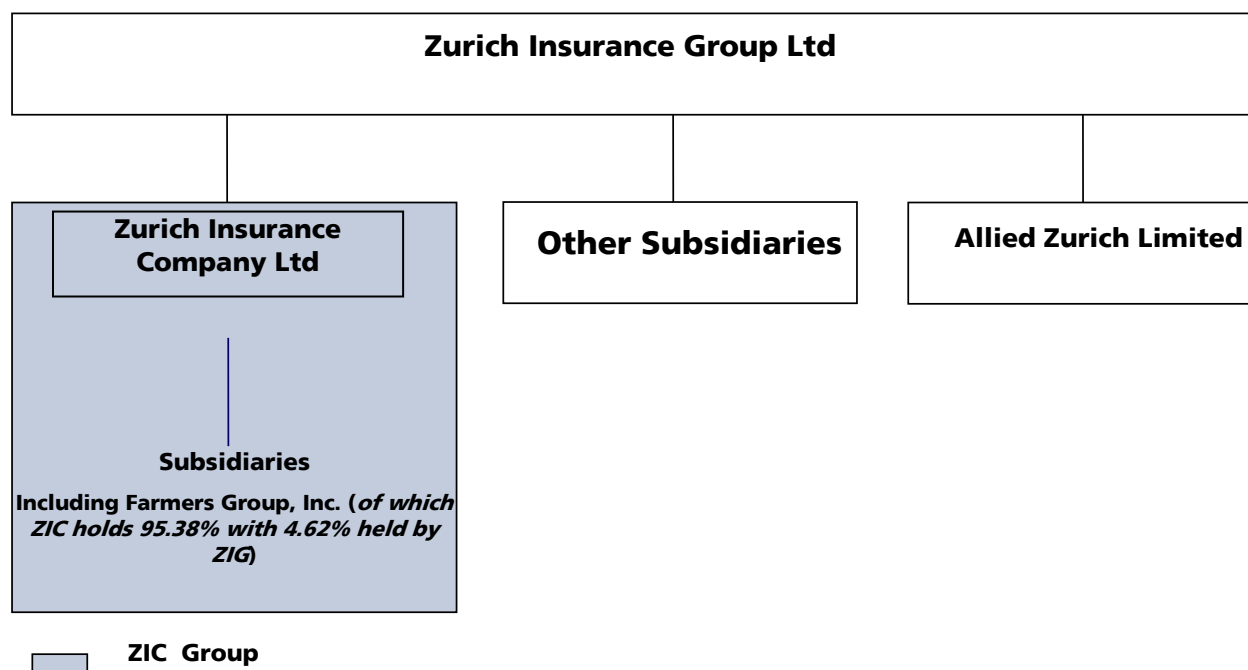 Zurich Insurance Group Ltd
Zurich Insurance
Company Ltd
Other Subsidiaries
Allied Zurich Limited
Subsidiaries
Including Farmers Group, Inc. (of which
ZIC holds 95.38% with 4.62% held by
ZIG)
ZIC Group